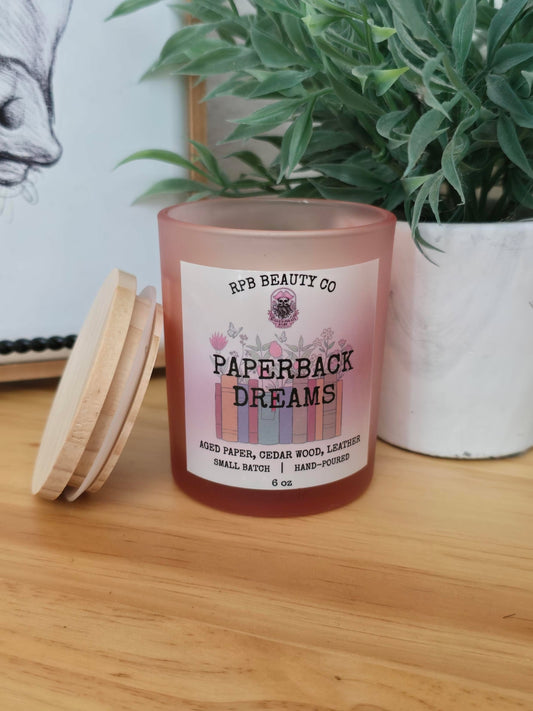 RPB BEAUTY CO
PAPERBACK
DREAMS
AGED PAPER, CEDAR WOOD, LEATHER
SMALL BATCH | HAND-POURED
6 oz